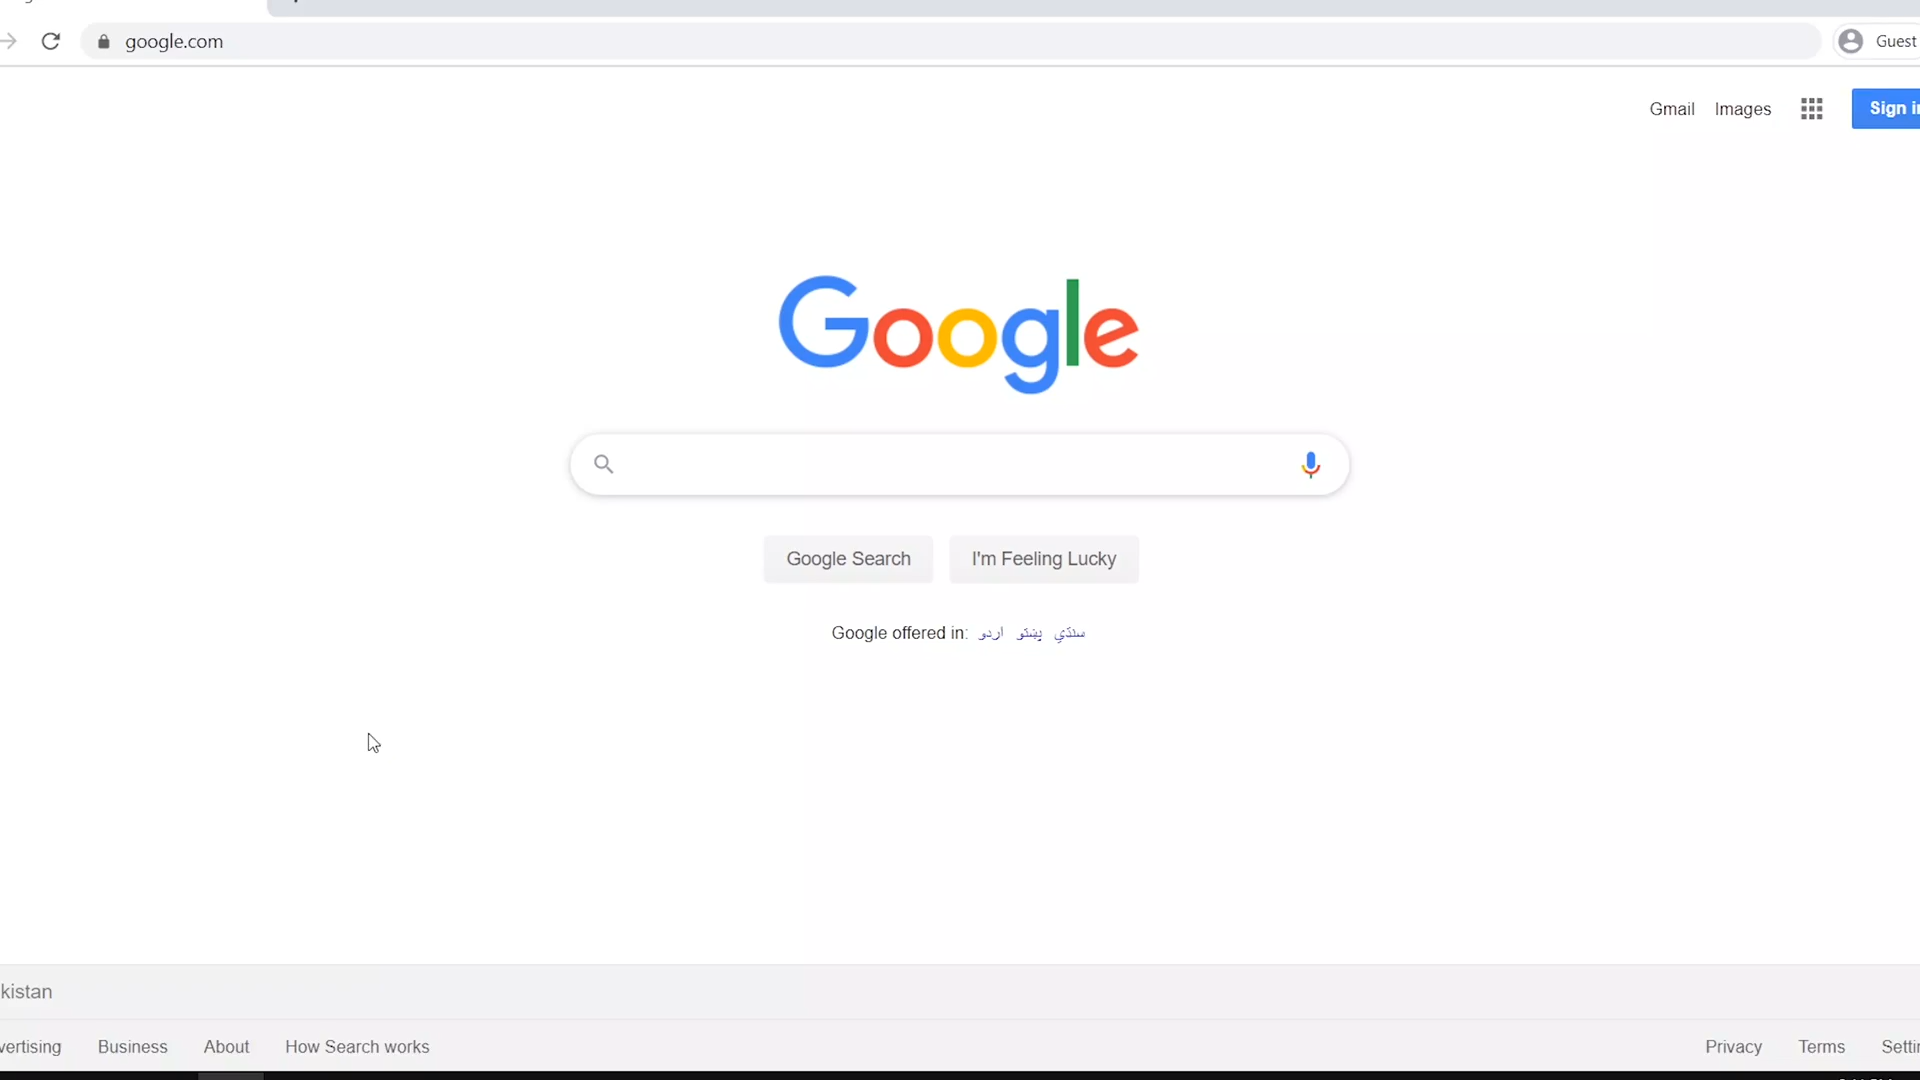 google.com
Guest
Gmail Images
Sign i
Google
Google Search I'm Feeling Lucky
Google offered in: اردو پښتو سنڌي
kistan
vertising Business About How Search works
Privacy Terms Setti